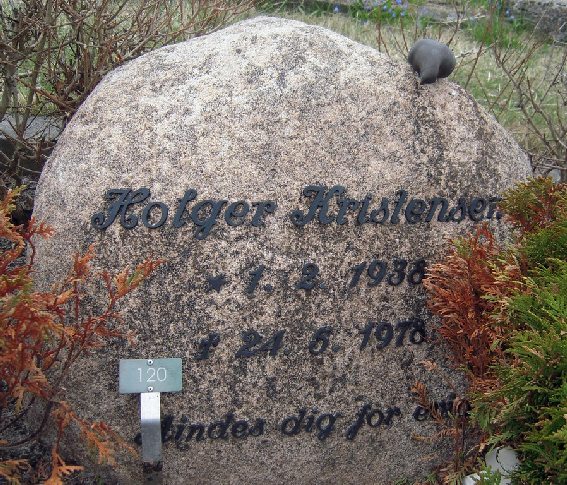 Holger Kristensen
* 1. 2. 1938
† 24. 5. 1978
120
Mindes dig for